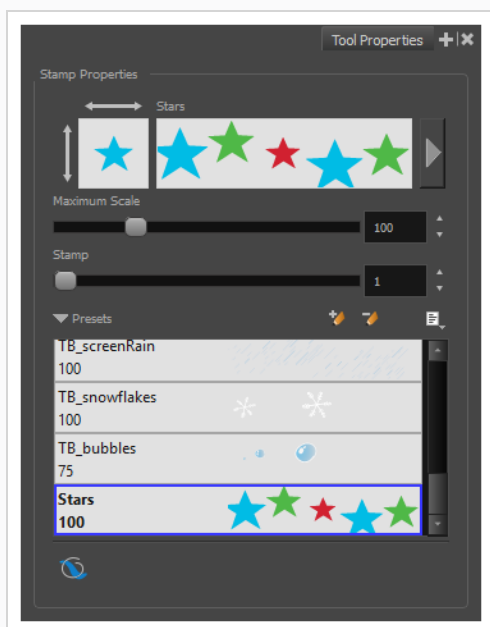 Tool Properties
Stamp Properties
Stars
Maximum Scale
100
Stamp
1
Presets
TB_screenRain
100
TB_snowflakes
100
TB_bubbles
75
Stars
100